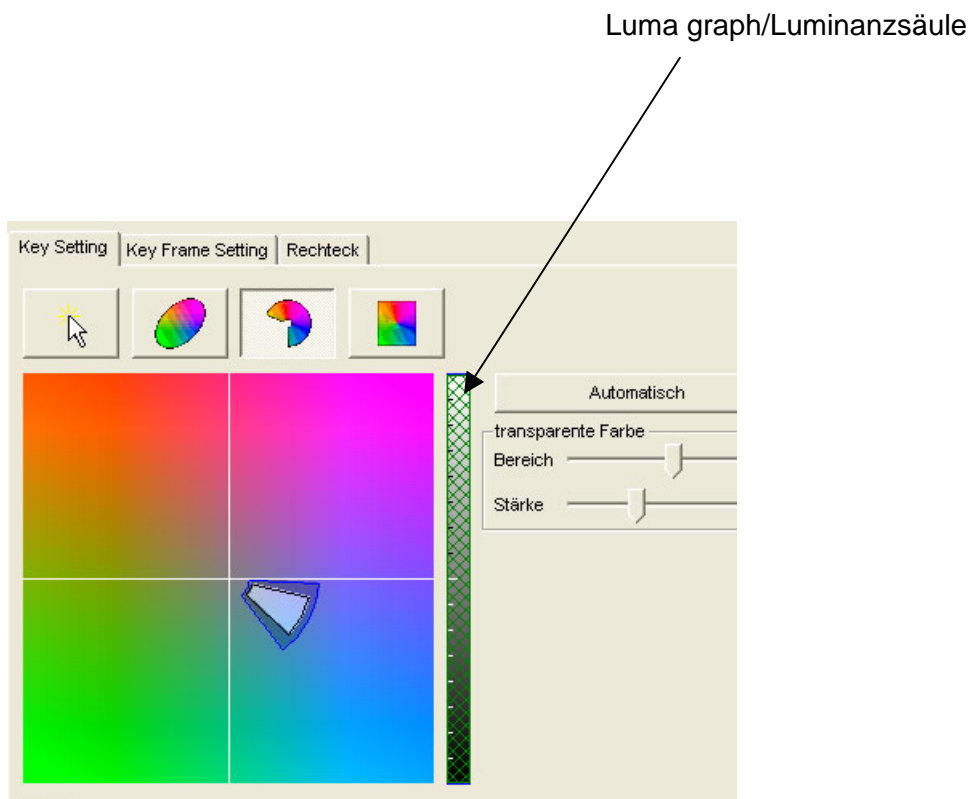 Luma graph/Luminanzsäule
Key Setting Key Frame Setting Rechteck
Automatisch
transparente Farbe
Bereich
Stärke